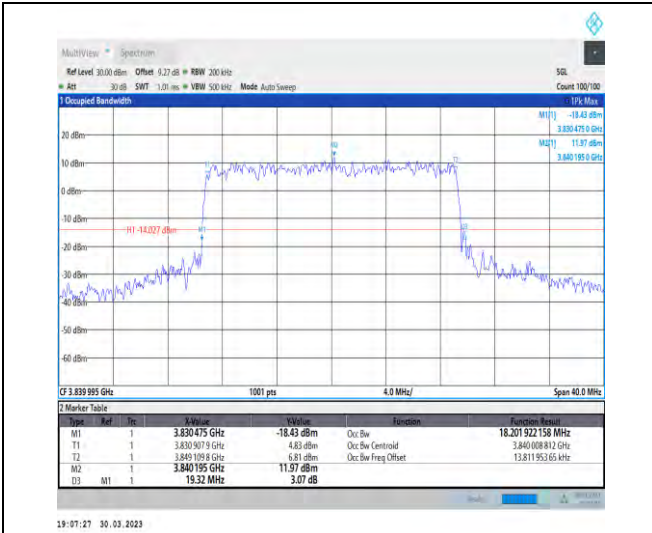 MultiView Spectrum
Ref Level 30.00 dBm Offset 9.27 dB RBW 200 kHz SGL
Att 30 dB SWT 1.01 ms VBW 500 kHz Mode Auto Sweep Count 100/100
1 Occupied Bandwidth 1Pk Max
M1[1] -18.43 dBm
3.830 475 0 GHz
M2[1] 11.97 dBm
3.840 195 0 GHz
20 dBm
M2
T1
T2
10 dBm
0 dBm
-10 dBm
H1 -14.027 dBm M1
D3
-20 dBm
-30 dBm
-40 dBm
-50 dBm
-60 dBm
CF 3.839 995 GHz 1001 pts 4.0 MHz/ Span 40.0 MHz
2 Marker Table
Type Ref Trc X-Value Y-Value Function Function Result
M1 1 3.830 475 GHz -18.43 dBm Occ Bw 18.201 922 158 MHz
T1 1 3.830 907 9 GHz 4.83 dBm Occ Bw Centroid 3.840 008 812 GHz
T2 1 3.849 109 8 GHz 6.81 dBm Occ Bw Freq Offset 13.811 953 65 kHz
M2 1 3.840 195 GHz 11.97 dBm
D3 M1 1 19.32 MHz 3.07 dB
19:07:27 30.03.2023